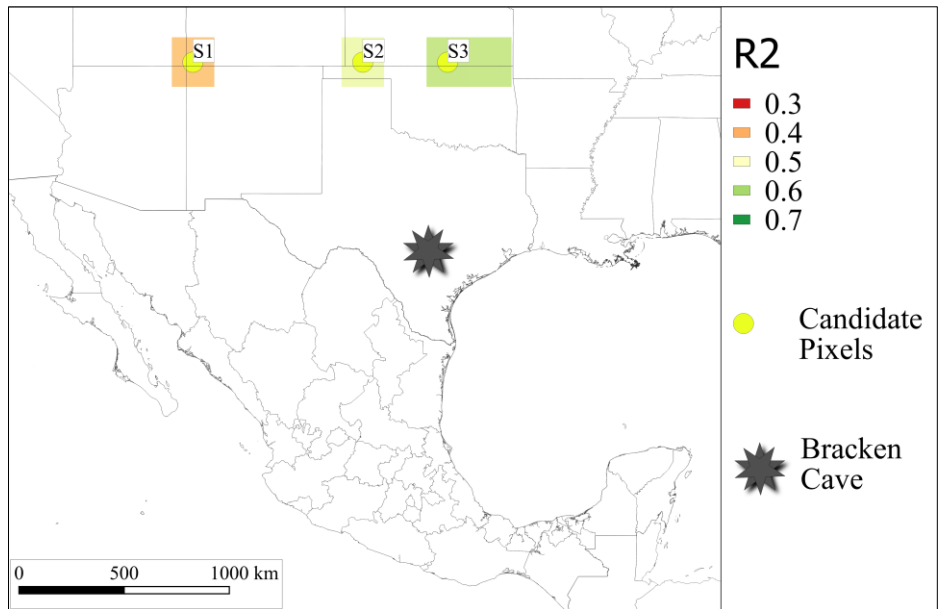 S1
S2
S3
R2
0.3
0.4
0.5
0.6
0.7
Candidate
Pixels
Bracken
Cave
0 500 1000 km